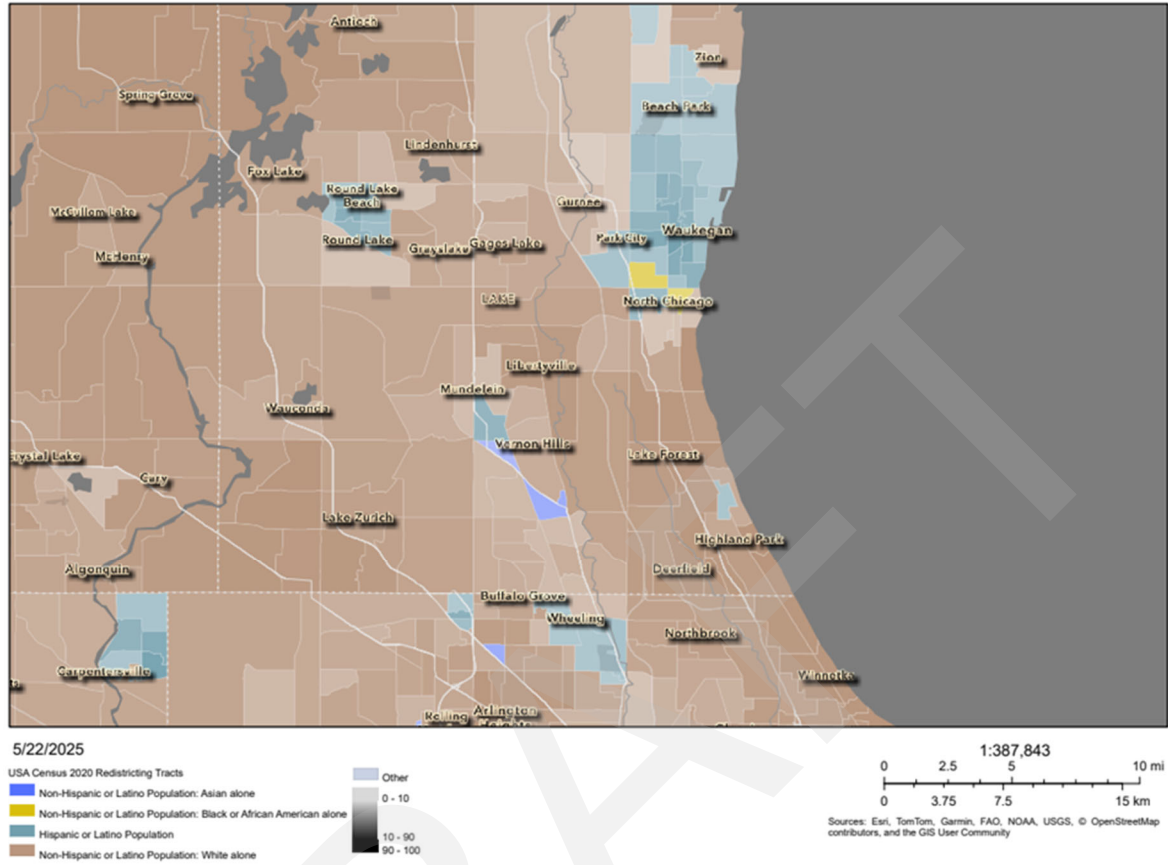 Antioch
Zion
Spring Grove
Beach Park
Lindenhurst
Fox Lake
Round Lake
Beach
McCullom Lake
Gurnee
Waukegan
Park City
Round Lake
Grayslake
Gages Lake
McHenry
LAKE
North Chicago
Libertyville
Mundelein
Wauconda
Vernon Hills
Crystal Lake
Lake Forest
Cary
Lake Zurich
Highland Park
Algonquin
Deerfield
Buffalo Grove
Wheeling
Northbrook
Carpentersville
Winnetka
Rolling
Arlington
Heights
5/22/2025
USA Census 2020 Redistricting Tracts
Non-Hispanic or Latino Population: Asian alone
Non-Hispanic or Latino Population: Black or African American alone
Hispanic or Latino Population
Non-Hispanic or Latino Population: White alone
Other
0 - 10
10 - 90
90 - 100
1:387,843
0 2.5 5 10 mi
0 3.75 7.5 15 km
Sources: Esri, TomTom, Garmin, FAO, NOAA, USGS, © OpenStreetMap
contributors, and the GIS User Community